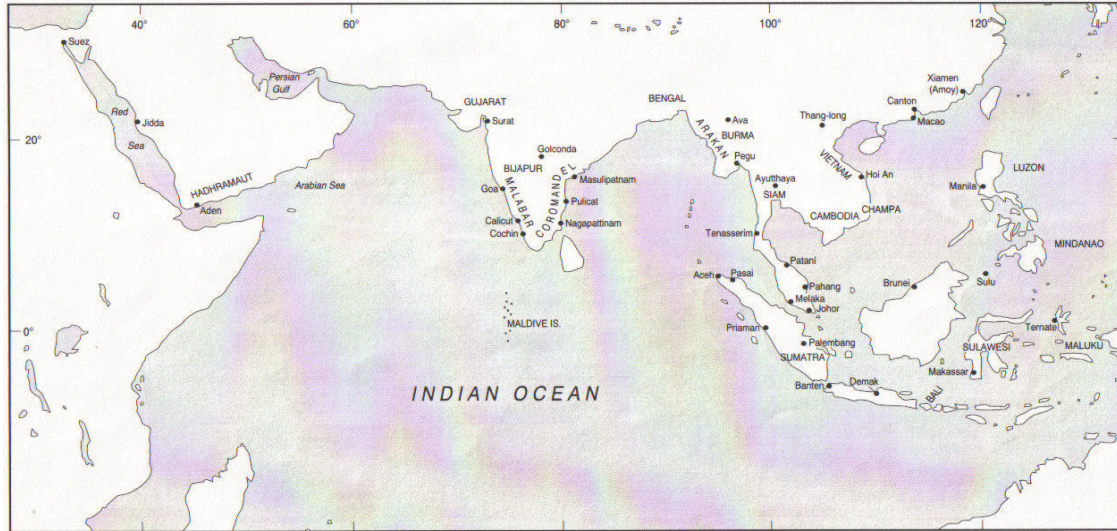 40° 60° 80° 100° 120°
Suez
Persian
Gulf
Red
Sea
Jidda
HADHRAMAUT
Aden
Arabian Sea
20°
GUJARAT
Surat
BENGAL
Golconda
BIJAPUR
Goa
MALABAR
COROMANDEL
Masulipatnam
Pulicat
Calicut
Cochin
Nagapattinam
MALDIVE IS.
0°
INDIAN OCEAN
ARAKAN
Ava
BURMA
Pegu
Thang-long
Canton
Macao
Xiamen
(Amoy)
VIETNAM
Hoi An
Ayutthaya
SIAM
CAMBODIA
CHAMPA
Tenasserim
LUZON
Manila
MINDANAO
Sulu
Patani
Aceh
Pasai
Pahang
Melaka
Johor
Brunei
Priaman
Palembang
SUMATRA
Ternate
SULAWESI
MALUKU
Makassar
Banten
Demak
BALI